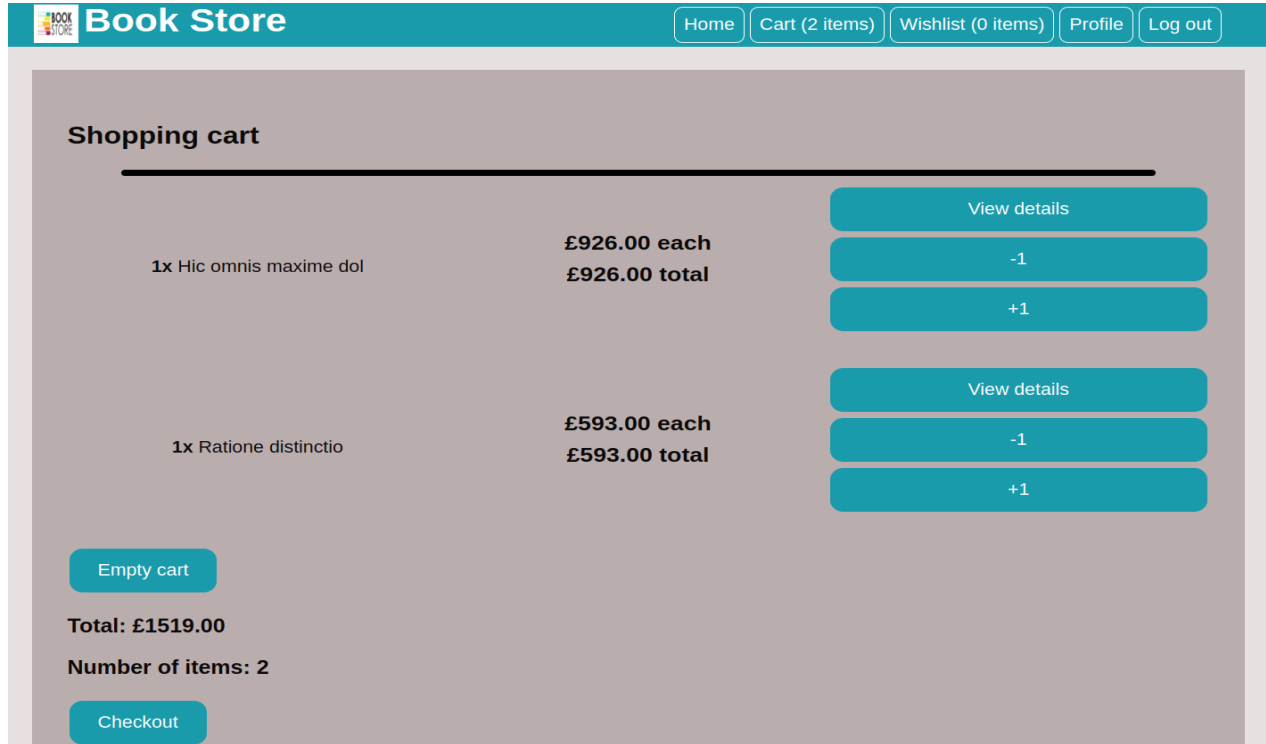 BOOK
STORE
Book Store
Home
Cart (2 items)
Wishlist (0 items)
Profile
Log out
Shopping cart
1x Hic omnis maxime dol
£926.00 each
£926.00 total
View details
-1
+1
1x Ratione distinctio
£593.00 each
£593.00 total
View details
-1
+1
Empty cart
Total: £1519.00
Number of items: 2
Checkout